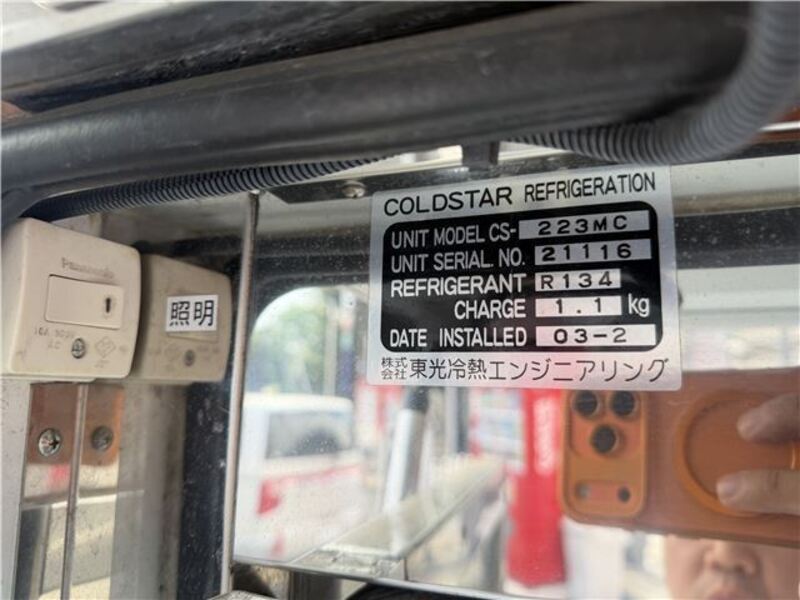 COLDSTAR REFRIGERATION
UNIT MODEL CS- 223MC
UNIT SERIAL NO. 21116
REFRIGERANT R134
CHARGE 1.1 kg
DATE INSTALLED 03-2
株式会社 東光冷熱エンジニアリング
Panasonic
照明